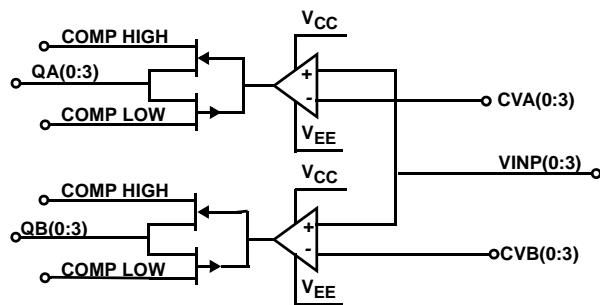 VCC
COMP HIGH
QA(0:3)
+
-
CVA(0:3)
COMP LOW
VEE
VINP(0:3)
VCC
COMP HIGH
QB(0:3)
+
-
CVB(0:3)
COMP LOW
VEE